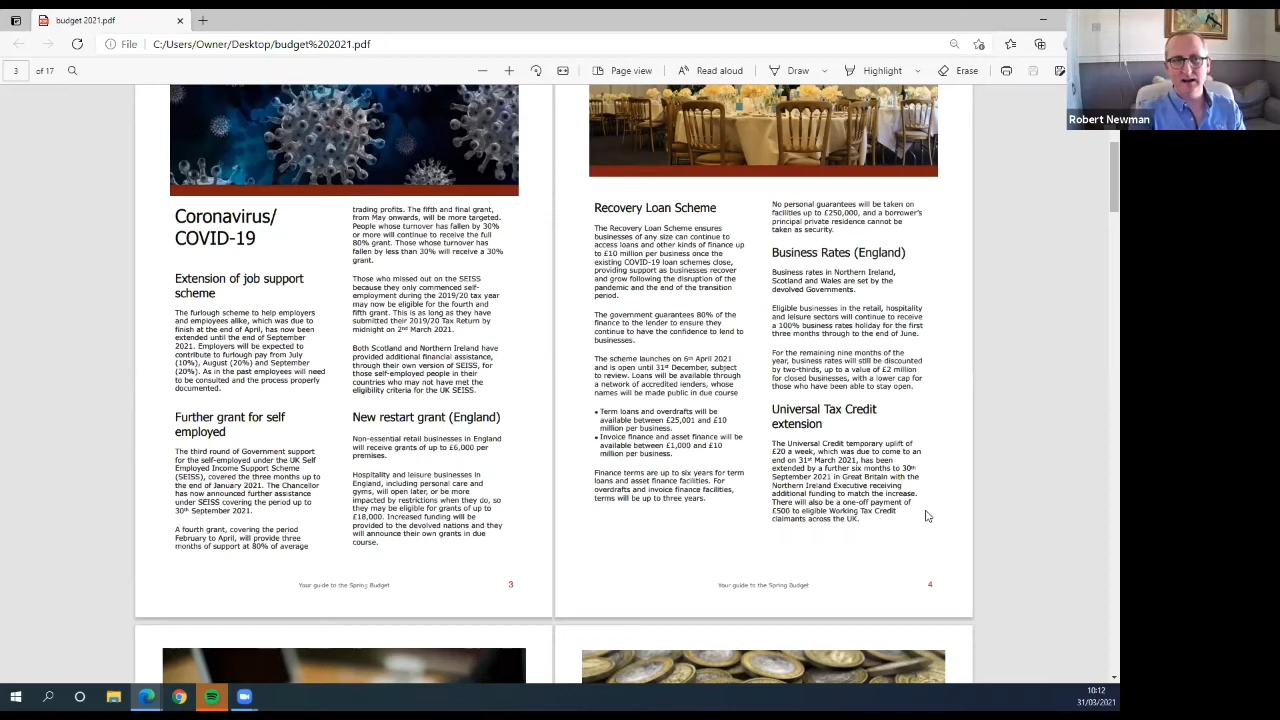 budget 2021.pdf
File
C:/Users/Owner/Desktop/budget%202021.pdf
3
of 17
Page view
Read aloud
Draw
Highlight
Erase
Robert Newman
Coronavirus/
COVID-19
Extension of job support
scheme
The furlough scheme to help employers
and employees alike, which was due to
finish at the end of April, has now been
extended until the end of September
2021. Employers will be expected to
contribute to furlough pay from July
(10%), August (20%) and September
(20%). As in the past employees will need
to be consulted and the process properly
documented.
Further grant for self
employed
The third round of Government support
for the self-employed under the UK Self
Employed Income Support Scheme
(SEISS), covered the three months up to
the end of January 2021. The Chancellor
has now announced further assistance
under SEISS covering the period up to
30th September 2021.
A fourth grant, covering the period
February to April, will provide three
months of support at 80% of average
trading profits. The fifth and final grant,
from May onwards, will be more targeted.
People whose turnover has fallen by 30%
or more will continue to receive the full
80% grant. Those whose turnover has
fallen by less than 30% will receive a 30%
grant.
Those who missed out on the SEISS
because they only commenced self-
employment during the 2019/20 tax year
may now be eligible for the fourth and
fifth grant. This is as long as they have
submitted their 2019/20 Tax Return by
midnight on 2nd March 2021.
Both Scotland and Northern Ireland have
provided additional financial assistance,
through their own version of SEISS, for
those self-employed people in their
countries who may not have met the
eligibility criteria for the UK SEISS.
New restart grant (England)
Non-essential retail businesses in England
will receive grants of up to £6,000 per
premises.
Hospitality and leisure businesses in
England, including personal care and
gyms, will open later, or be more
impacted by restrictions when they do, so
they may be eligible for grants of up to
£18,000. Increased funding will be
provided to the devolved nations and they
will announce their own grants in due
course.
Your guide to the Spring Budget
3
Recovery Loan Scheme
The Recovery Loan Scheme ensures
businesses of any size can continue to
access loans and other kinds of finance up
to £10 million per business once the
existing COVID-19 loan schemes close,
providing support as businesses recover
and grow following the disruption of the
pandemic and the end of the transition
period.
The government guarantees 80% of the
finance to the lender to ensure they
continue to have the confidence to lend to
businesses.
The scheme launches on 6th April 2021
and is open until 31st December, subject
to review. Loans will be available through
a network of accredited lenders, whose
names will be made public in due course
• Term loans and overdrafts will be
available between £25,001 and £10
million per business.
• Invoice finance and asset finance will be
available between £1,000 and £10
million per business.
Finance terms are up to six years for term
loans and asset finance facilities. For
overdrafts and invoice finance facilities,
terms will be up to three years.
No personal guarantees will be taken on
facilities up to £250,000, and a borrower's
principal private residence cannot be
taken as security.
Business Rates (England)
Business rates in Northern Ireland,
Scotland and Wales are set by the
devolved Governments.
Eligible businesses in the retail, hospitality
and leisure sectors will continue to receive
a 100% business rates holiday for the first
three months through to the end of June.
For the remaining nine months of the
year, business rates will still be discounted
by two-thirds, up to a value of £2 million
for closed businesses, with a lower cap for
those who have been able to stay open.
Universal Tax Credit
extension
The Universal Credit temporary uplift of
£20 a week, which was due to come to an
end on 31st March 2021, has been
extended by a further six months to 30th
September 2021 in Great Britain with the
Northern Ireland Executive receiving
additional funding to match the increase.
There will also be a one-off payment of
£500 to eligible Working Tax Credit
claimants across the UK.
Your guide to the Spring Budget
4
10:12
31/03/2021